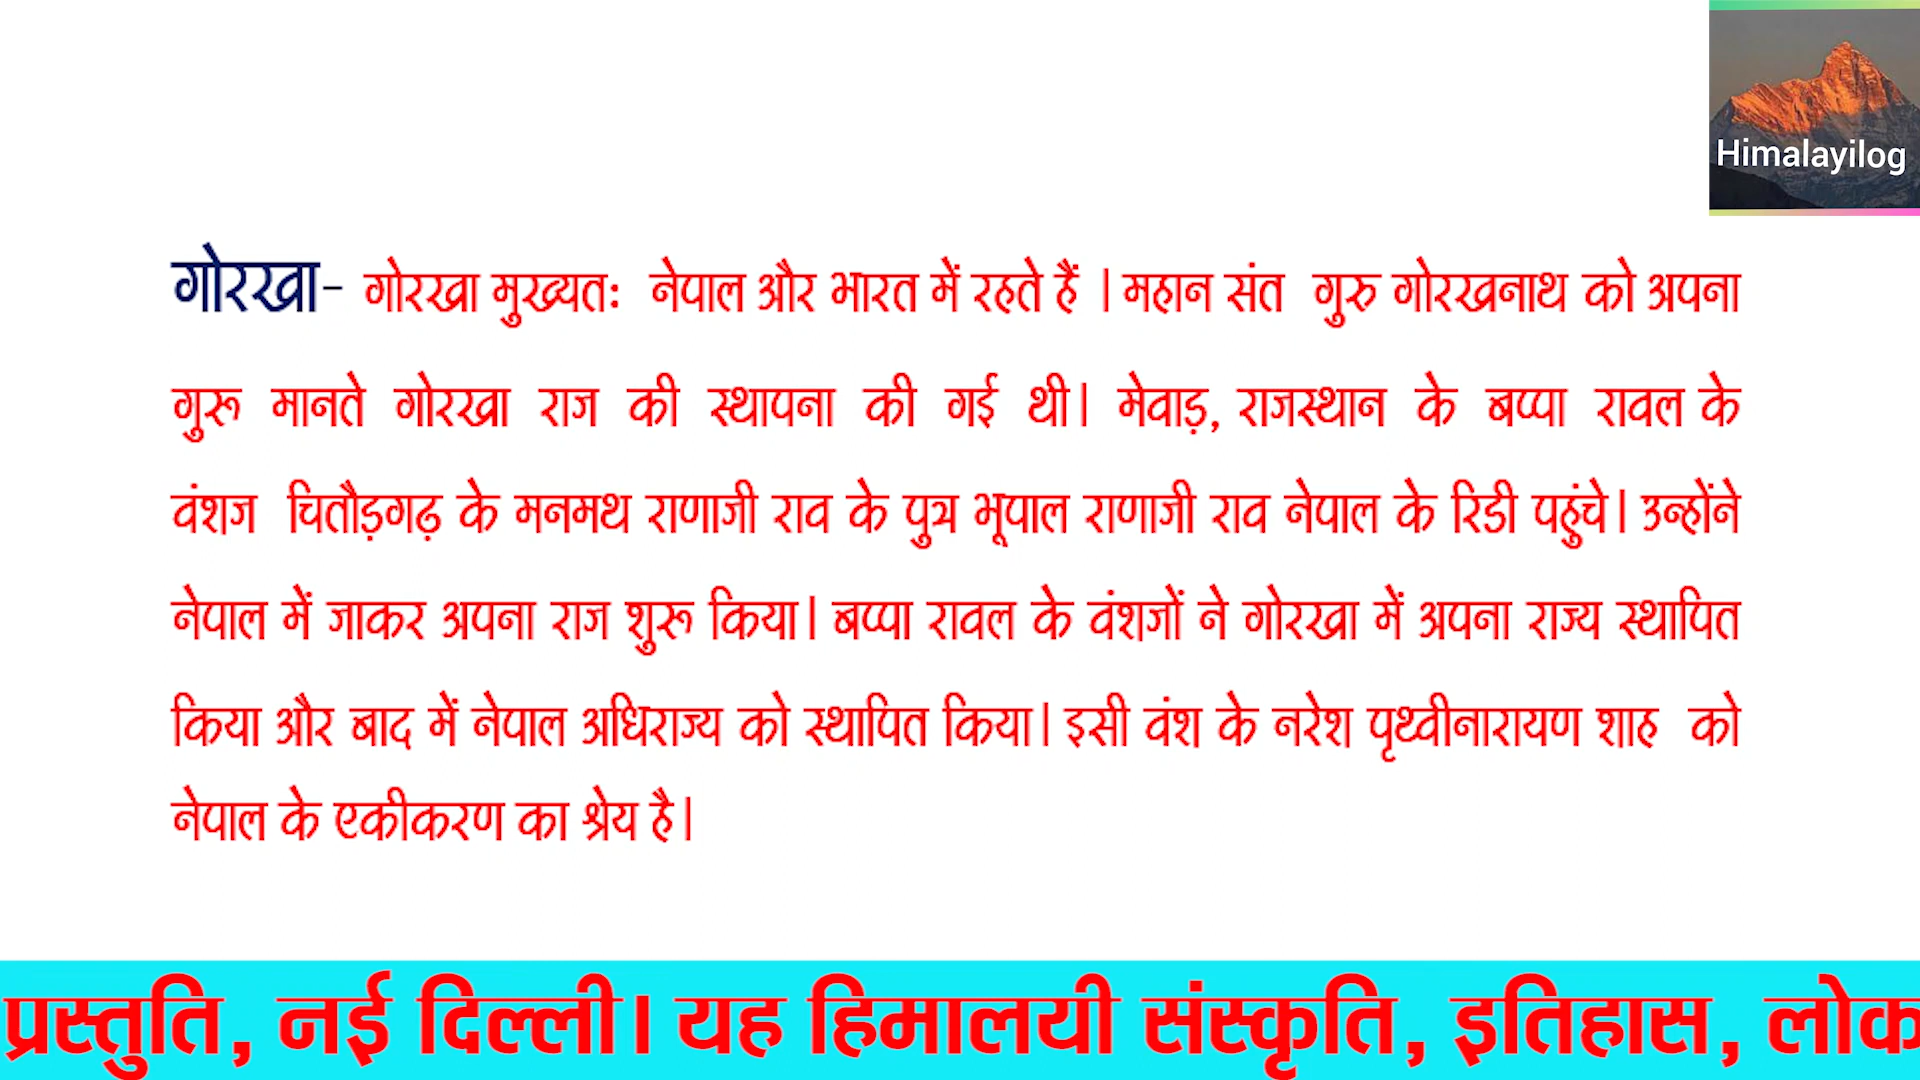 Himalayilog
गोरखा- गोरखा मुख्यतः नेपाल और भारत में रहते हैं । महान संत गुरु गोरखनाथ को अपना
गुरू मानते गोरखा राज की स्थापना की गई थी। मेवाड़, राजस्थान के बप्पा रावल के
वंशज चितौड़गढ़ के मनमथ राणाजी राव के पुत्र भूपाल राणाजी राव नेपाल के रिडी पहुंचे। उन्होंने
नेपाल में जाकर अपना राज शुरू किया। बप्पा रावल के वंशजों ने गोरखा में अपना राज्य स्थापित
किया और बाद में नेपाल अधिराज्य को स्थापित किया। इसी वंश के नरेश पृथ्वीनारायण शाह को
नेपाल के एकीकरण का श्रेय है।
प्रस्तुति, नई दिल्ली। यह हिमालयी संस्कृति, इतिहास, लोक